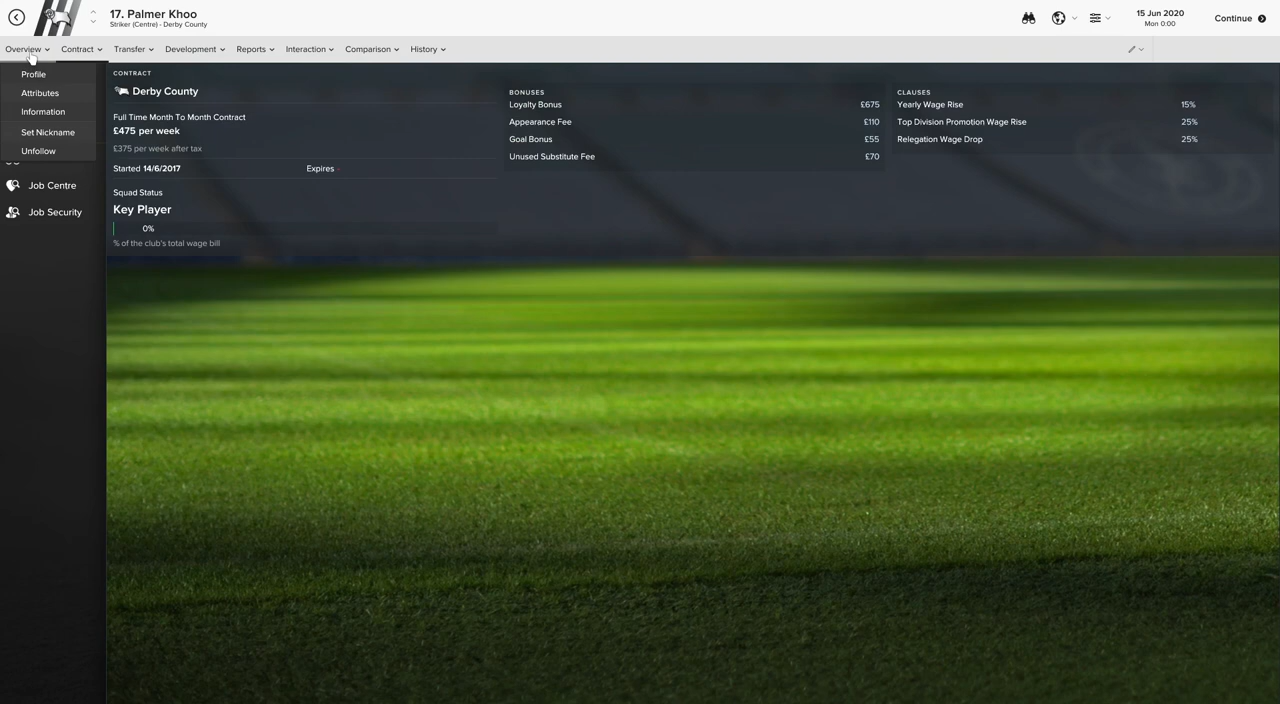 17. Palmer Khoo
Striker (Centre) - Derby County
15 Jun 2020
Mon 0:00
Continue
Overview
Contract
Transfer
Development
Reports
Interaction
Comparison
History
Profile
Attributes
Information
Set Nickname
Unfollow
Job Centre
Job Security
CONTRACT
Derby County
Full Time Month To Month Contract
£475 per week
£375 per week after tax
Started 14/6/2017
Expires -
Squad Status
Key Player
0%
% of the club's total wage bill
BONUSES
Loyalty Bonus £675
Appearance Fee £110
Goal Bonus £55
Unused Substitute Fee £70
CLAUSES
Yearly Wage Rise 15%
Top Division Promotion Wage Rise 25%
Relegation Wage Drop 25%